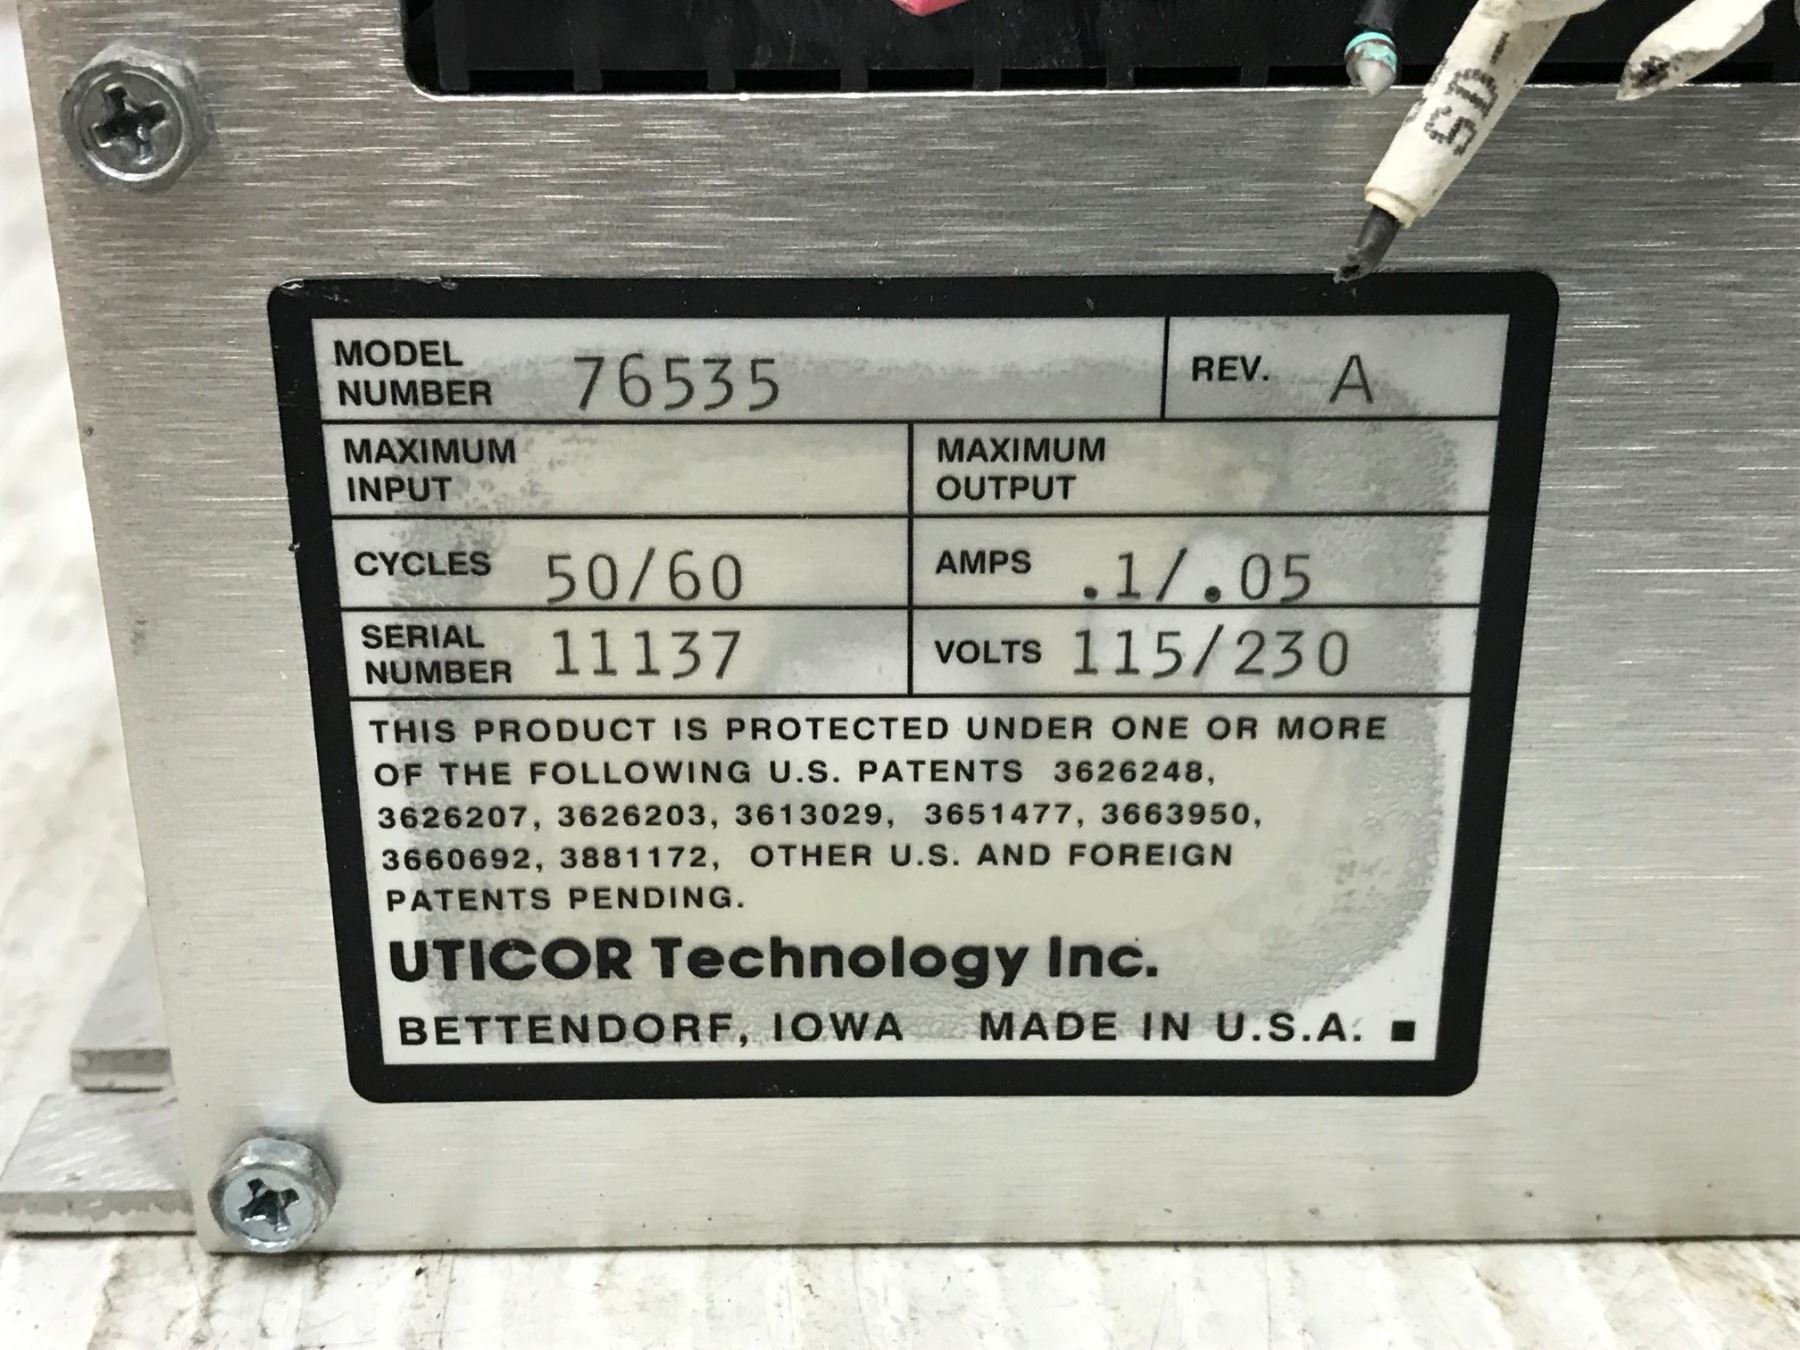 SD-
MODEL NUMBER 76535 REV. A
MAXIMUM INPUT MAXIMUM OUTPUT
CYCLES 50/60 AMPS .1/.05
SERIAL NUMBER 11137 VOLTS 115/230
THIS PRODUCT IS PROTECTED UNDER ONE OR MORE
OF THE FOLLOWING U.S. PATENTS 3626248,
3626207, 3626203, 3613029, 3651477, 3663950,
3660692, 3881172, OTHER U.S. AND FOREIGN
PATENTS PENDING.
UTICOR Technology Inc.
BETTENDORF, IOWA MADE IN U.S.A.